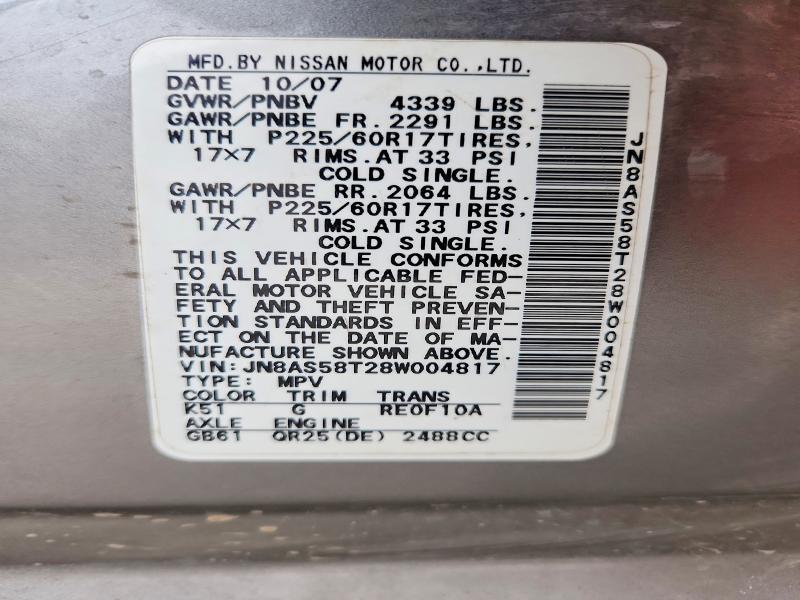 MFD.BY NISSAN MOTOR CO.,LTD.
DATE 10/07
GVWR/PNBV 4339 LBS.
GAWR/PNBE FR.2291 LBS.
WITH P225/60R17TIRES,
17×7 RIMS.AT 33 PSI
COLD SINGLE.
GAWR/PNBE RR.2064 LBS.
WITH P225/60R17TIRES,
17×7 RIMS.AT 33 PSI
COLD SINGLE.
THIS VEHICLE CONFORMS
TO ALL APPLICABLE FED-
ERAL MOTOR VEHICLE SA-
FETY AND THEFT PREVEN-
TION STANDARDS IN EFF-
ECT ON THE DATE OF MA-
NUFACTURE SHOWN ABOVE.
VIN:JN8AS58T28W004817
TYPE: MPV
COLOR TRIM TRANS
K51 G RE0F10A
AXLE ENGINE
GB61 QR25(DE) 2488CC
JN8AS58T28W004817